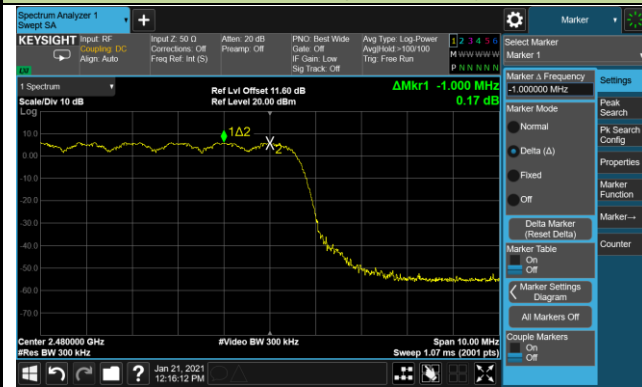 Spectrum Analyzer 1
Swept SA
Marker
KEYSIGHT
Input: RF
Coupling: DC
Align: Auto
Input Z: 50 Ω
Corrections: Off
Freq Ref: Int (S)
Atten: 20 dB
Preamp: Off
PNO: Best Wide
Gate: Off
IF Gain: Low
Sig Track: Off
Avg Type: Log-Power
Avg|Hold:>100/100
Trig: Free Run
1 2 3 4 5 6
M W W W W W
P N N N N N
Select Marker
Marker 1
1 Spectrum
Scale/Div 10 dB
Log
Ref Lvl Offset 11.60 dB
Ref Level 20.00 dBm
ΔMkr1 -1.000 MHz
0.17 dB
10.0
0.00
-10.0
-20.0
-30.0
-40.0
-50.0
-60.0
-70.0
1Δ2
2
Center 2.480000 GHz
#Res BW 300 kHz
#Video BW 300 kHz
Span 10.00 MHz
Sweep 1.07 ms (2001 pts)
Marker Δ Frequency
-1.000000 MHz
Marker Mode
Normal
Delta (Δ)
Fixed
Off
Delta Marker
(Reset Delta)
Marker Table
On
Off
Marker Settings
Diagram
All Markers Off
Couple Markers
On
Off
Settings
Peak
Search
Pk Search
Config
Properties
Marker
Function
Marker→
Counter
Jan 21, 2021
12:16:12 PM